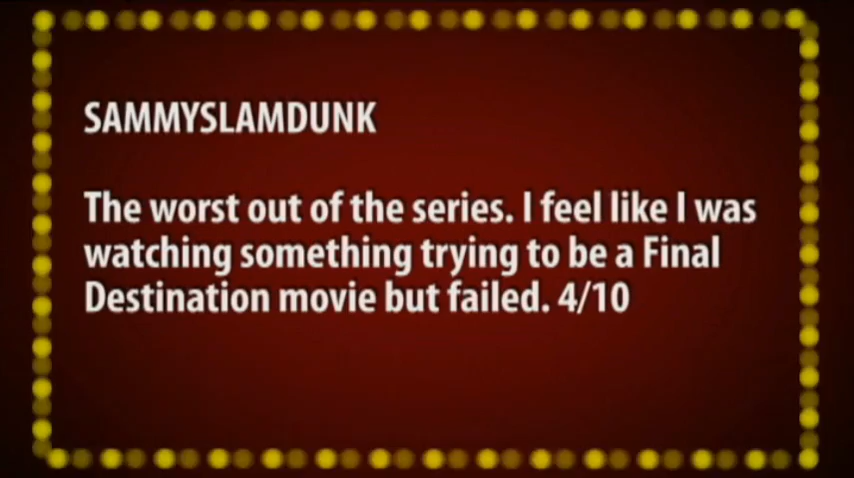 SAMMYSLAMDUNK
The worst out of the series. I feel like I was
watching something trying to be a Final
Destination movie but failed. 4/10